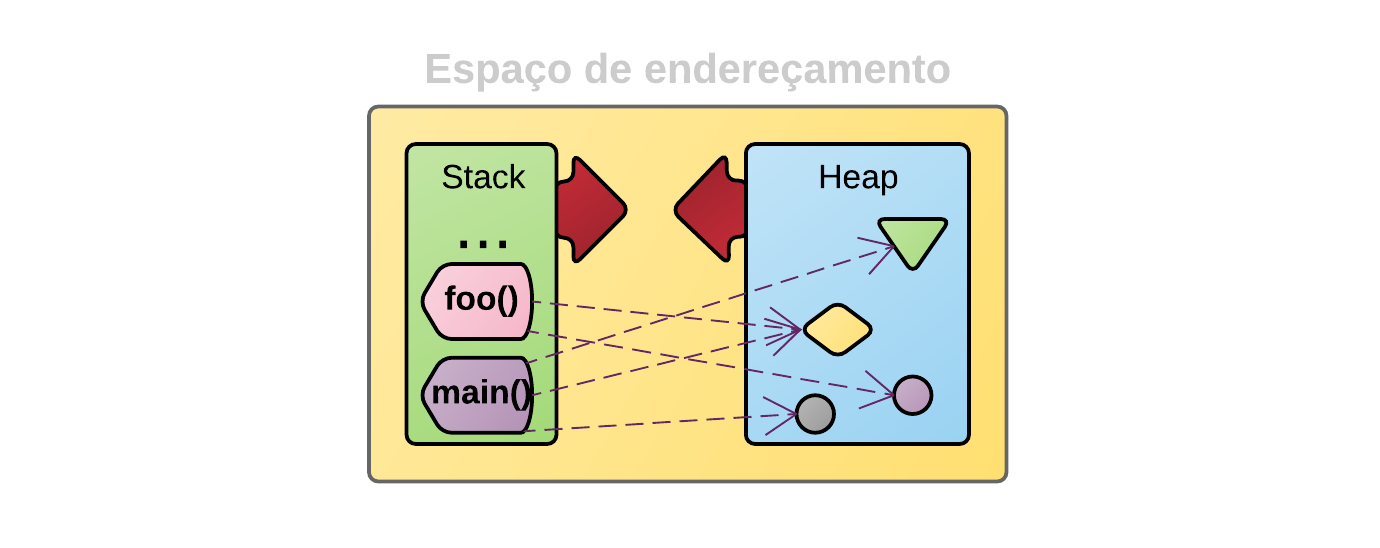 Espaço de endereçamento
Stack
Heap
...
foo()
main()